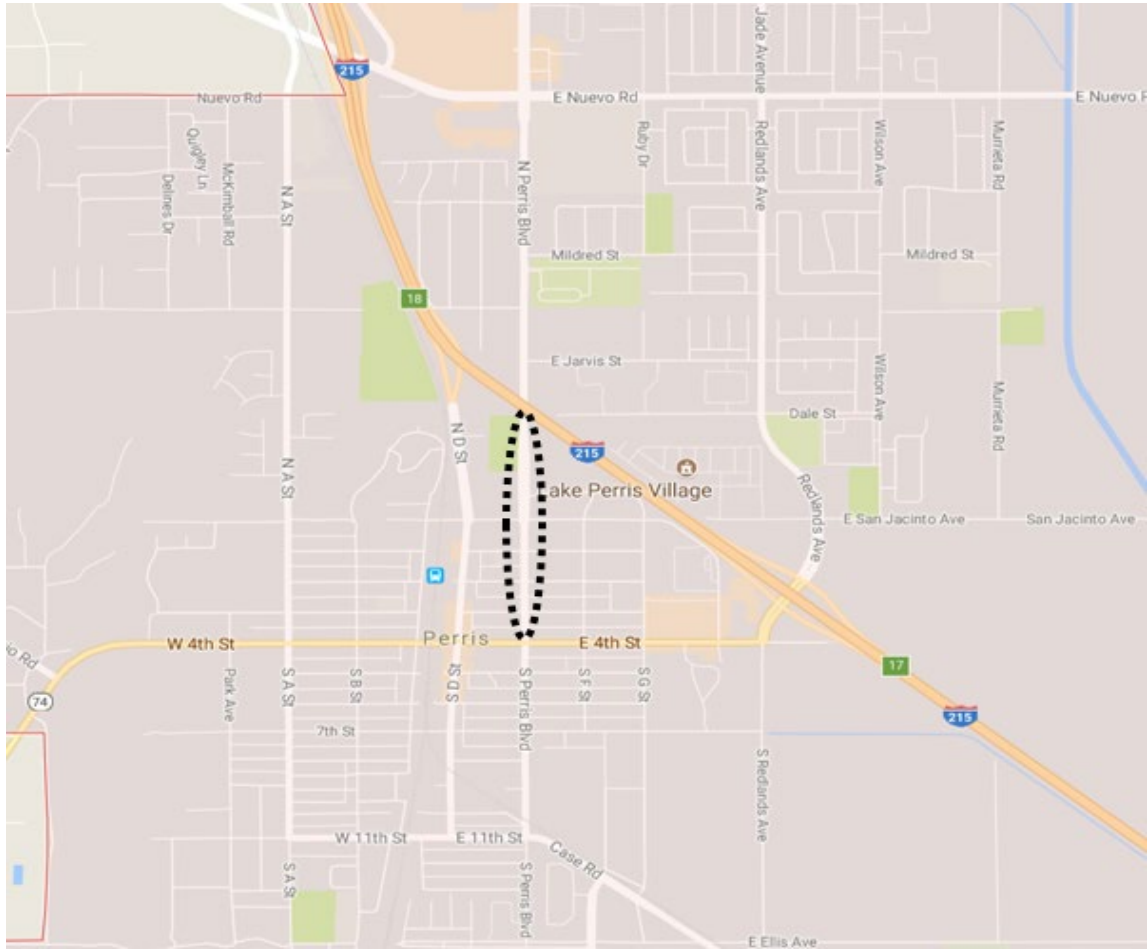 215
Nuevo Rd
E Nuevo Rd
E Nuevo R
Jade Avenue
Quigley Ln
Delines Dr
McKimball Rd
N A St
N Perris Blvd
Ruby Dr
Redlands Ave
Wilson Ave
Murrieta Rd
Mildred St
Mildred St
18
E Jarvis St
Wilson Ave
Murrieta Rd
Dale St
N D St
N A St
215
Lake Perris Village
Redlands Ave
E San Jacinto Ave
San Jacinto Ave
W 4th St
Perris
E 4th St
io Rd
74
Park Ave
S A St
S B St
S D St
S Perris Blvd
S F St
S G St
17
215
7th St
S Redlands Ave
W 11th St
E 11th St
Case Rd
S A St
S Perris Blvd
E Ellis Ave